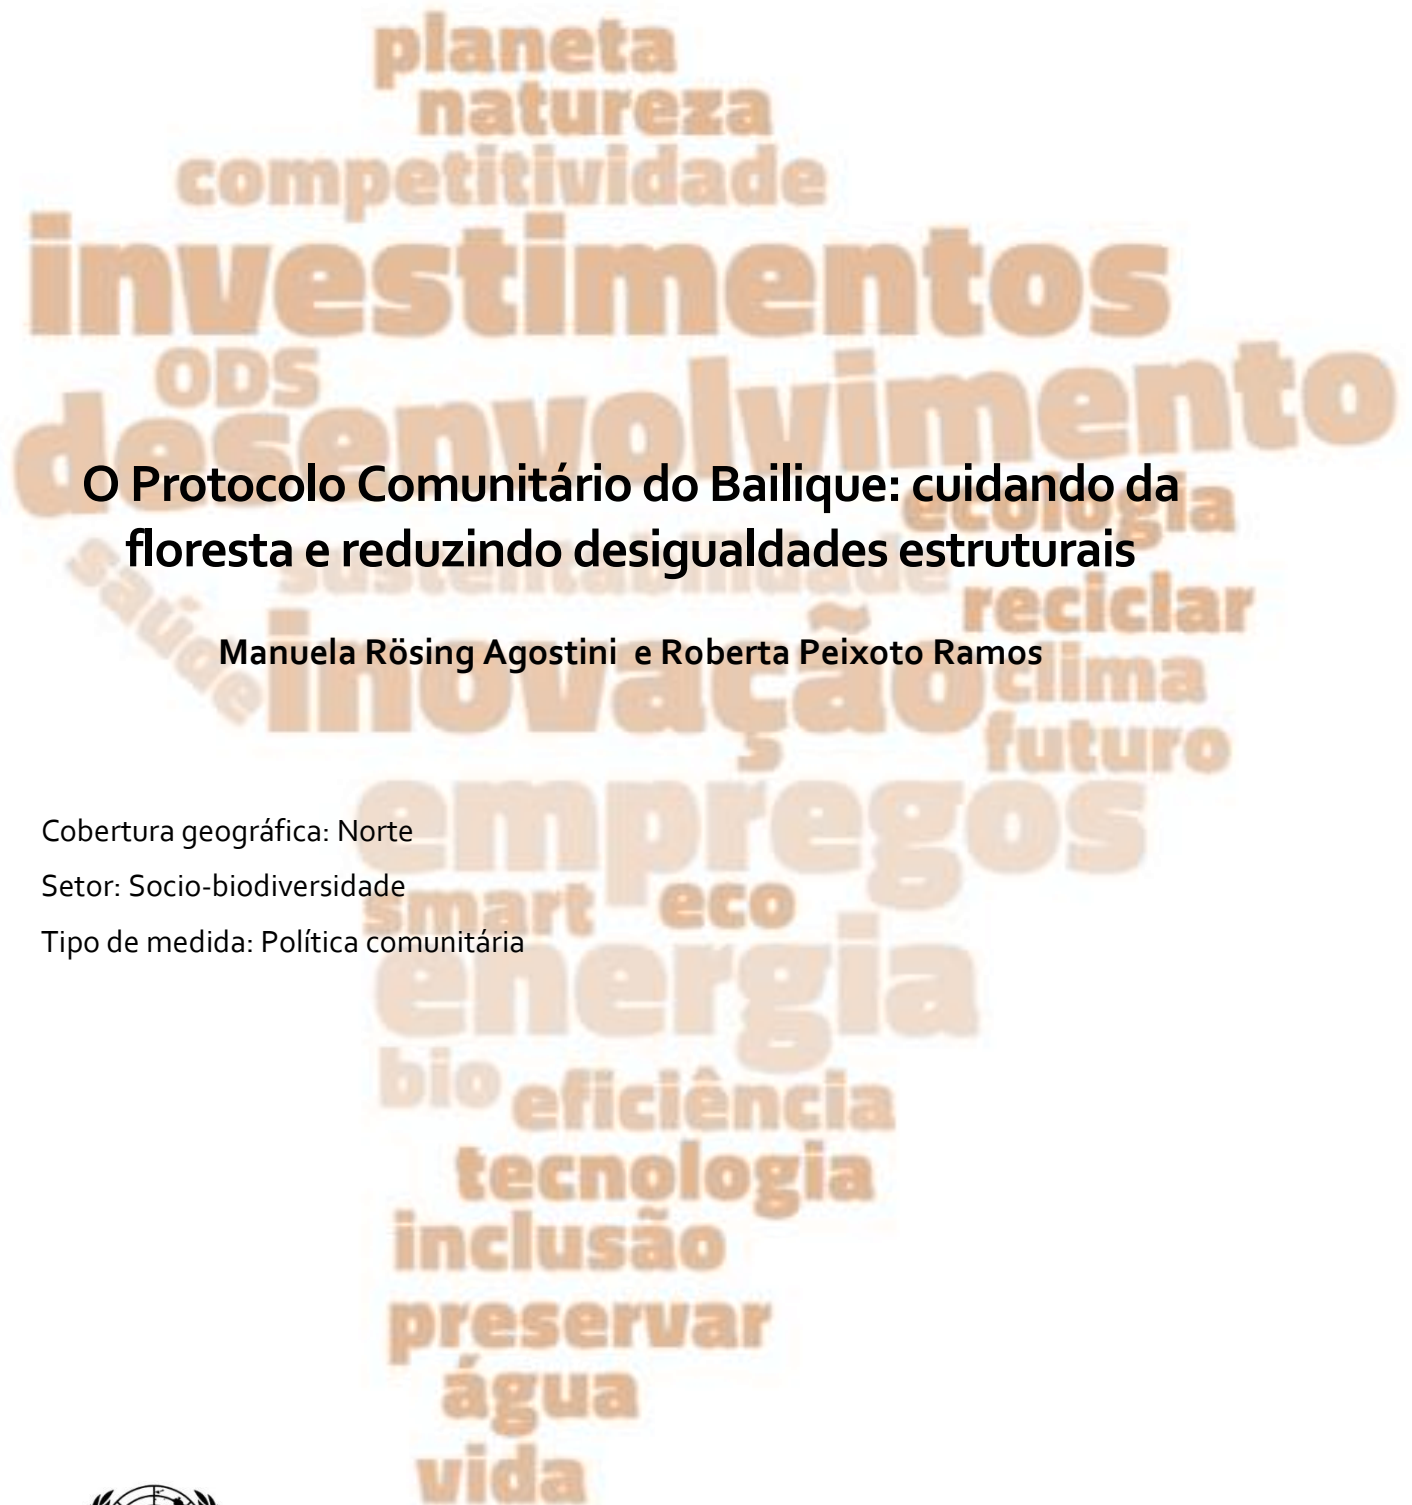 planeta
natureza
competitividade
investimentos
ODS
desenvolvimento
O Protocolo Comunitário do Bailique: cuidando da
ecologia
floresta e reduzindo desigualdades estruturais
sustentabilidade
saúde
reciclar
Manuela Rösing Agostini e Roberta Peixoto Ramos
inovação
clima
futuro
empregos
Cobertura geográfica: Norte
Setor: Socio-biodiversidade
smart eco
Tipo de medida: Política comunitária
energia
bio
eficiência
tecnologia
inclusão
preservar
água
vida